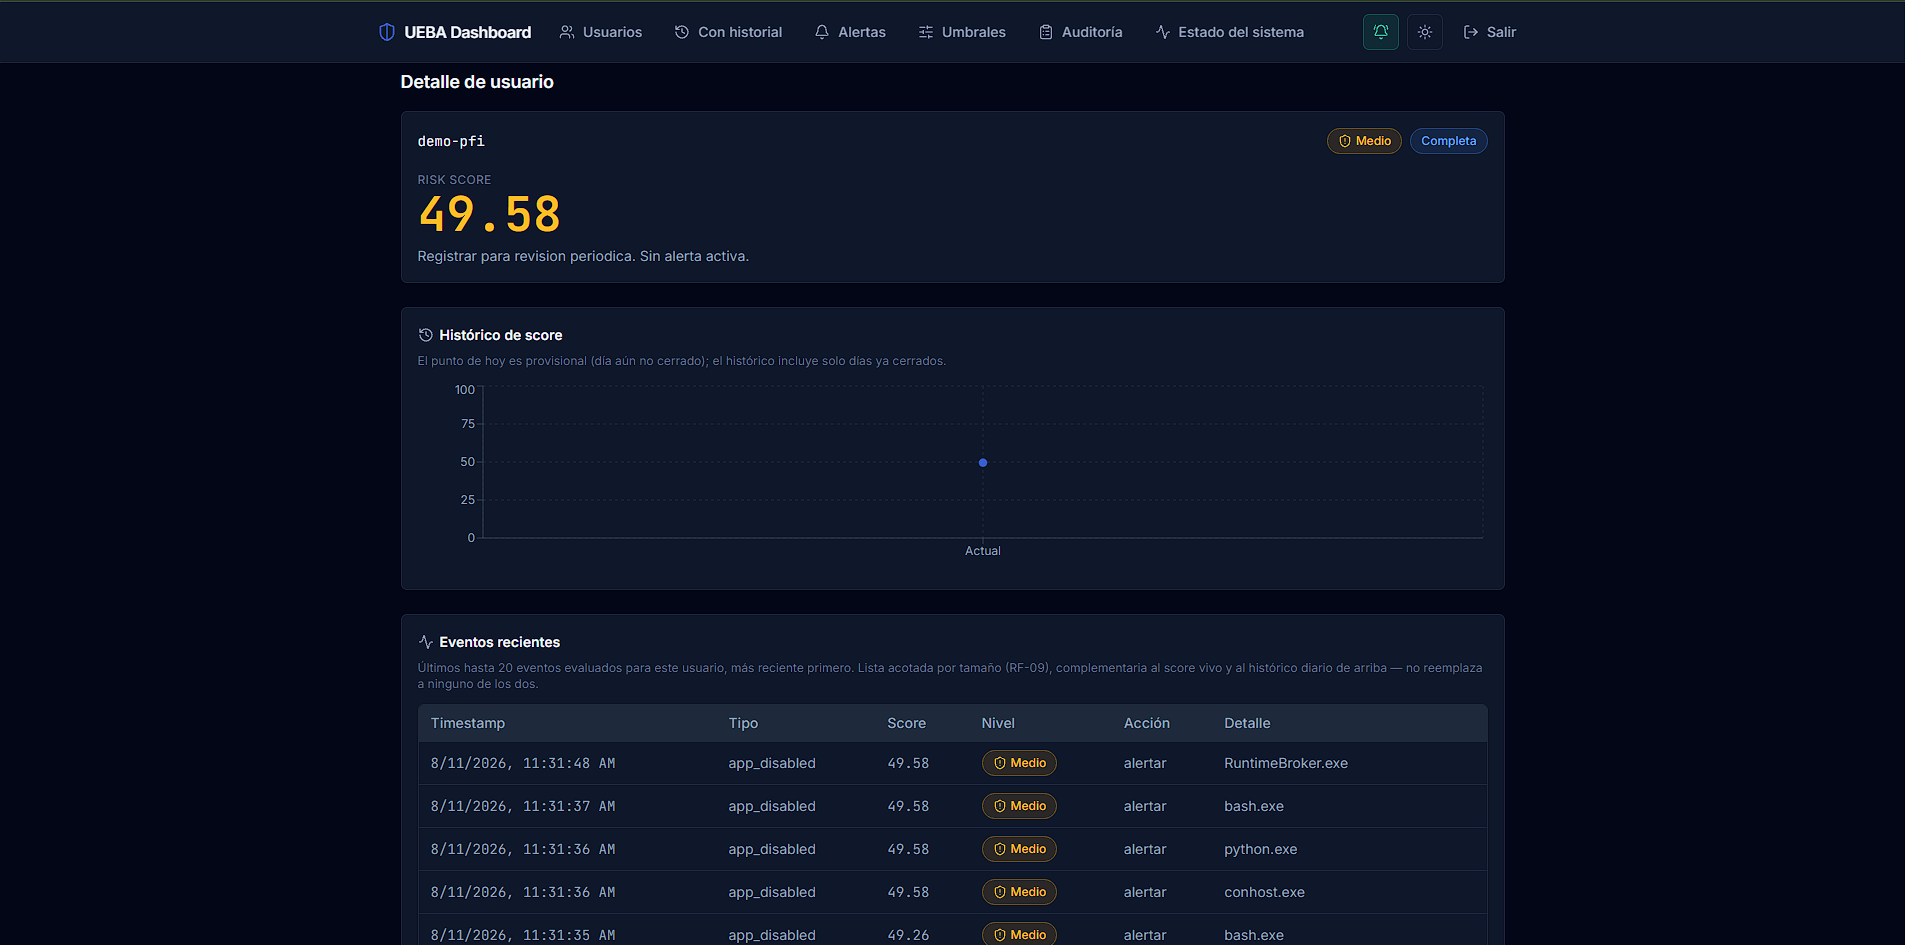 UEBA Dashboard Usuarios Con historial Alertas Umbrales Auditoría Estado del sistema Salir
Detalle de usuario
demo-pfi Medio Completa
RISK SCORE
49.58
Registrar para revision periodica. Sin alerta activa.
Histórico de score
El punto de hoy es provisional (día aún no cerrado); el histórico incluye solo días ya cerrados.
100
75
50
25
0
Actual
Eventos recientes
Últimos hasta 20 eventos evaluados para este usuario, más reciente primero. Lista acotada por tamaño (RF-09), complementaria al score vivo y al histórico diario de arriba — no reemplaza
a ninguno de los dos.
Timestamp Tipo Score Nivel Acción Detalle
8/11/2026, 11:31:48 AM app_disabled 49.58 Medio alertar RuntimeBroker.exe
8/11/2026, 11:31:37 AM app_disabled 49.58 Medio alertar bash.exe
8/11/2026, 11:31:36 AM app_disabled 49.58 Medio alertar python.exe
8/11/2026, 11:31:36 AM app_disabled 49.58 Medio alertar conhost.exe
8/11/2026, 11:31:35 AM app_disabled 49.26 Medio alertar bash.exe